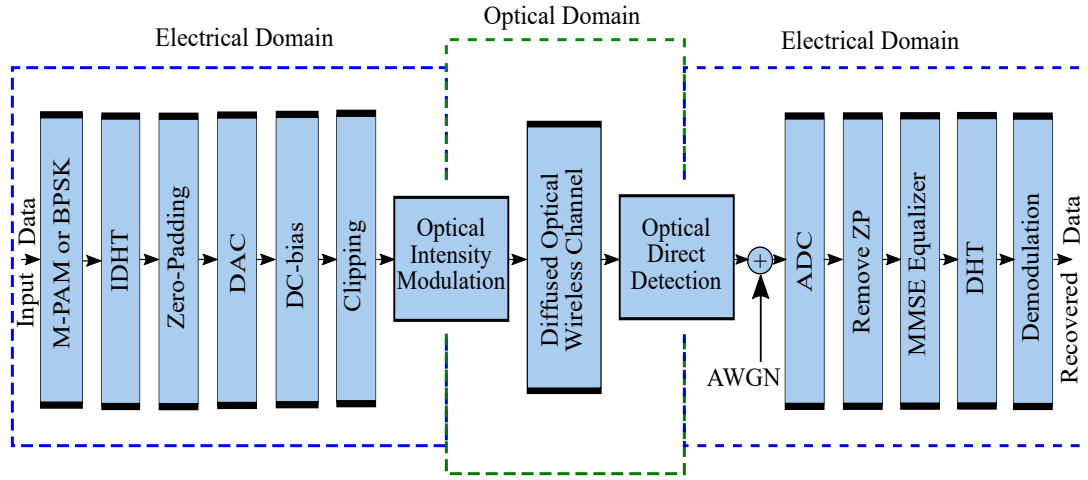 Electrical Domain
Optical Domain
Electrical Domain
Input Data
M-PAM or BPSK
IDHT
Zero-Padding
DAC
DC-bias
Clipping
Optical
Intensity
Modulation
Diffused Optical
Wireless Channel
Optical
Direct
Detection
+
AWGN
ADC
Remove ZP
MMSE Equalizer
DHT
Demodulation
Recovered Data